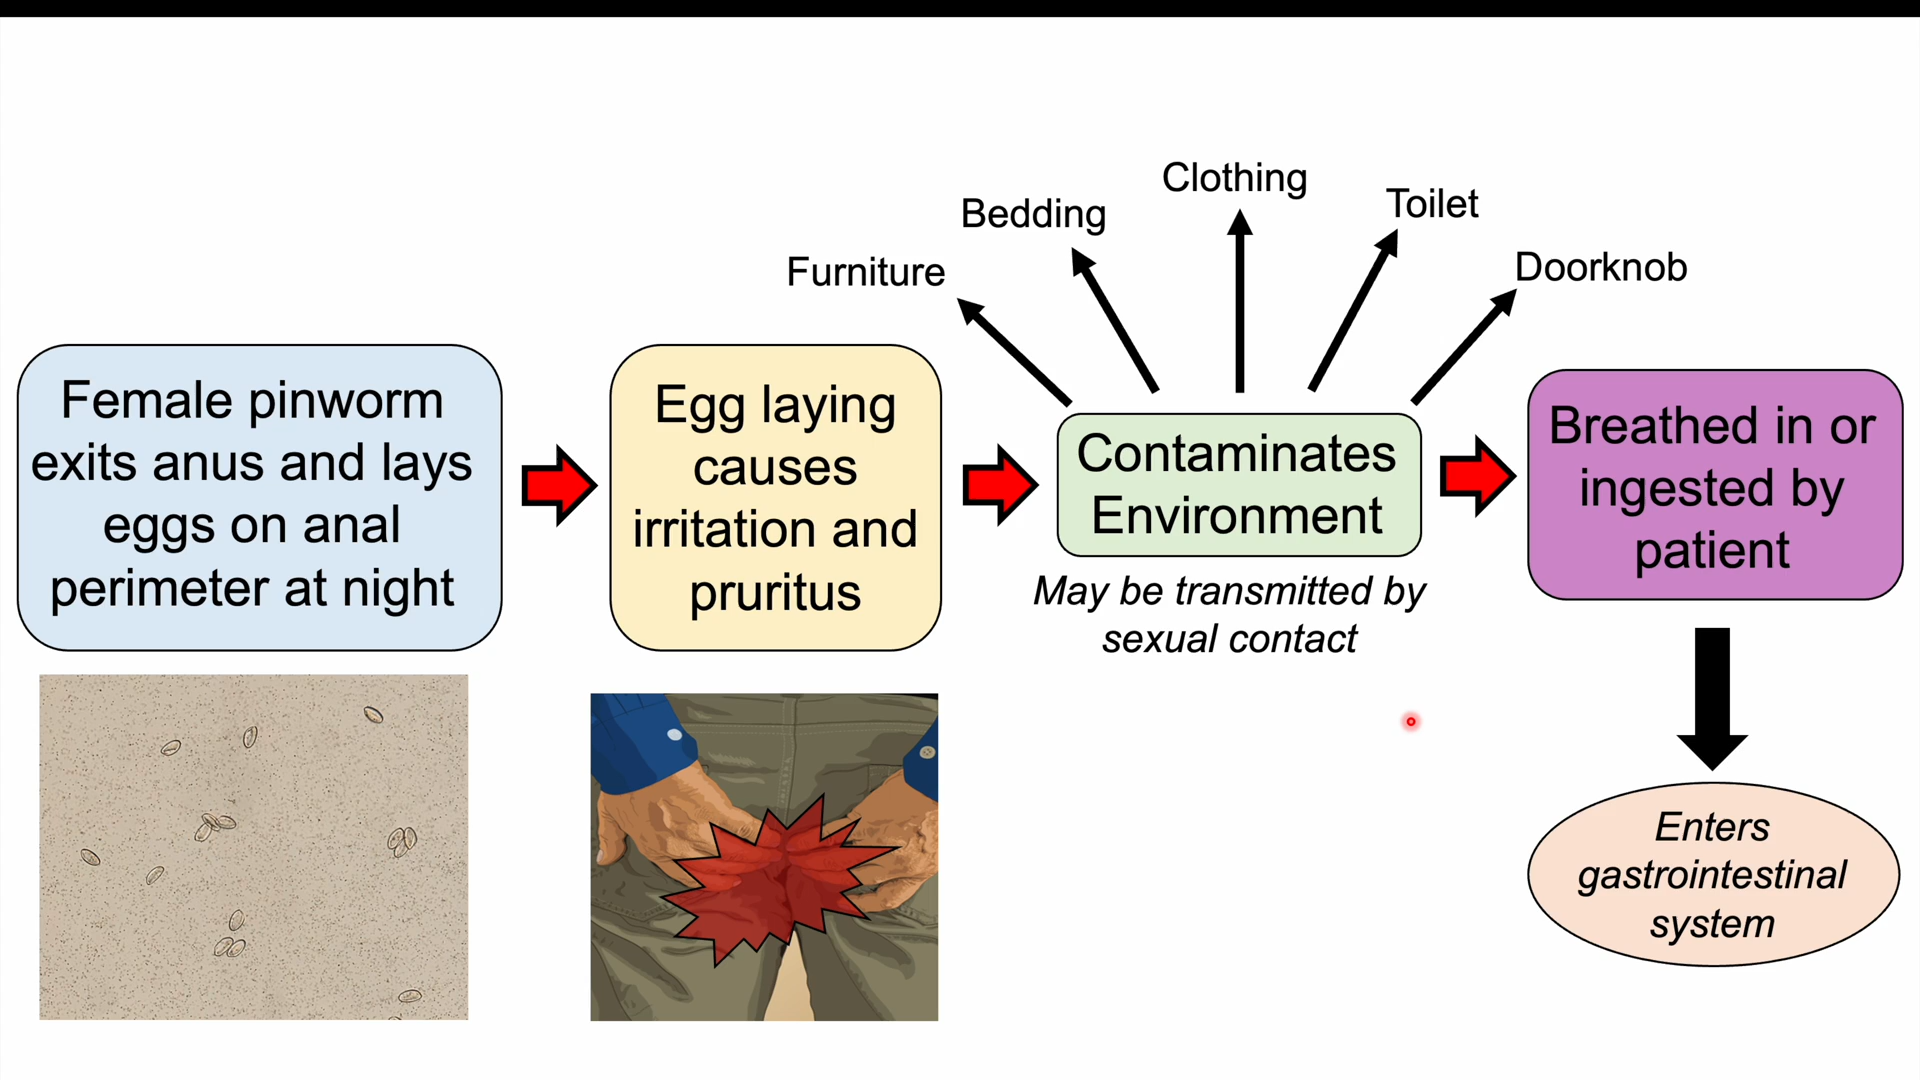 Female pinworm
exits anus and lays
eggs on anal
perimeter at night
Egg laying
causes
irritation and
pruritus
Furniture
Bedding
Clothing
Toilet
Doorknob
Contaminates
Environment
May be transmitted by
sexual contact
Breathed in or
ingested by
patient
Enters
gastrointestinal
system